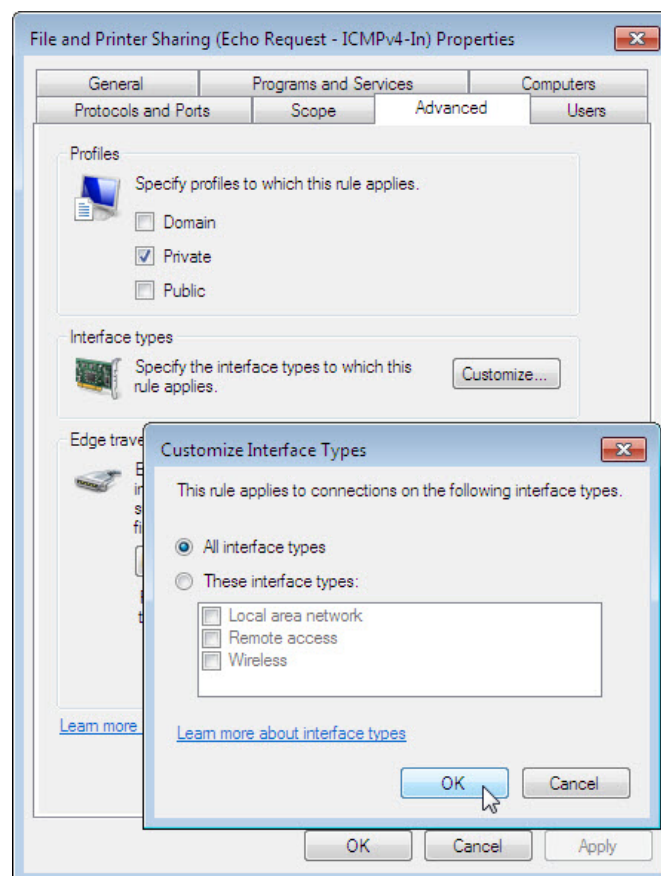 File and Printer Sharing (Echo Request - ICMPv4-In) Properties
General
Programs and Services
Computers
Protocols and Ports
Scope
Advanced
Users
Profiles
Specify profiles to which this rule applies.
Domain
Private
Public
Interface types
Specify the interface types to which this
rule applies.
Customize...
Edge
Customize Interface Types
This rule applies to connections on the following interface types.
All interface types
These interface types:
Local area network
Remote access
Wireless
Learn more
Learn more about interface types
OK
Cancel
OK
Cancel
Apply